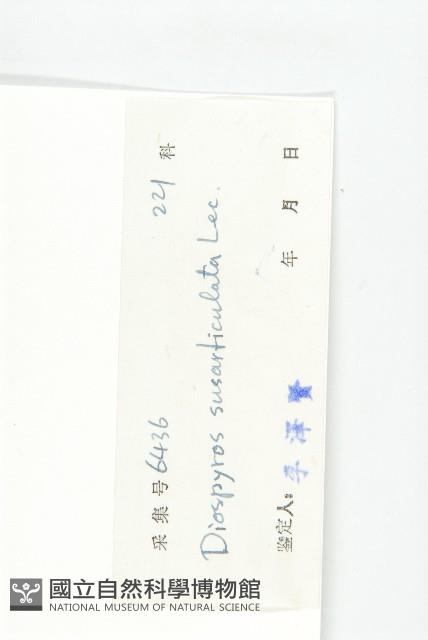 采集号 6436 221 科
Diospyros susarticulata Lec.
鉴定人: 李泽贤 年 月 日
國立自然科學博物館
NATIONAL MUSEUM OF NATURAL SCIENCE